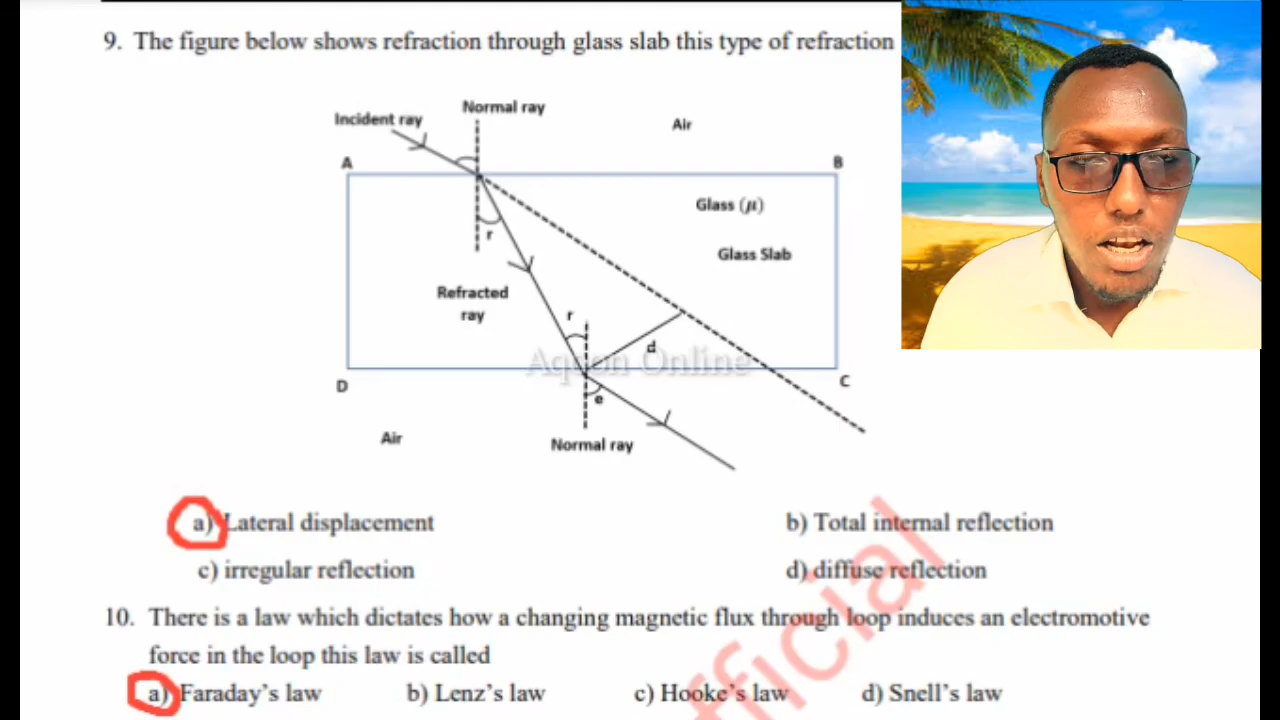 9. The figure below shows refraction through glass slab this type of refraction
Normal ray
Incident ray
Air
A
B
Glass (μ)
r
Glass Slab
Refracted
ray
r
d
Aqoon Online
D
C
e
Air
Normal ray
a) Lateral displacement
b) Total internal reflection
c) irregular reflection
d) diffuse reflection
10. There is a law which dictates how a changing magnetic flux through loop induces an electromotive
force in the loop this law is called
a) Faraday's law b) Lenz's law c) Hooke's law d) Snell's law